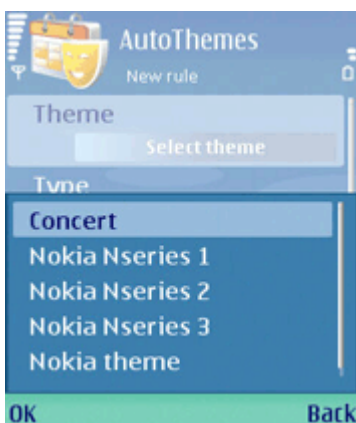 AutoThemes
New rule
Theme
Select theme
Type
Concert
Nokia Nseries 1
Nokia Nseries 2
Nokia Nseries 3
Nokia theme
OK Back